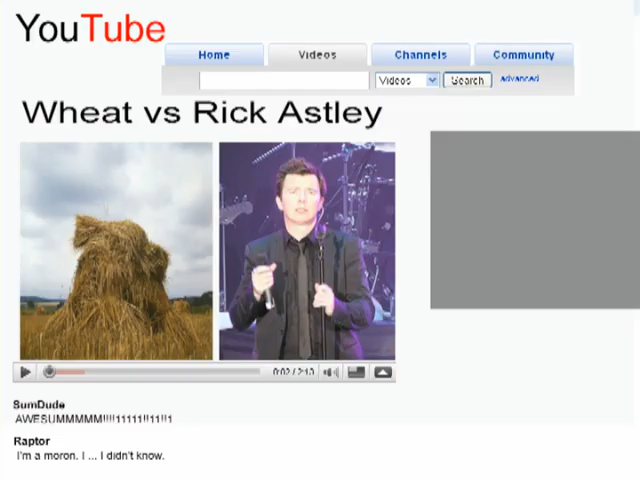 YouTube
Home Videos Channels Community
Videos Search advanced
Wheat vs Rick Astley
0:02 / 2:13
SumDude
AWESUMMMMM!!!!11111!!11!!1
Raptor
I'm a moron. I ... I didn't know.